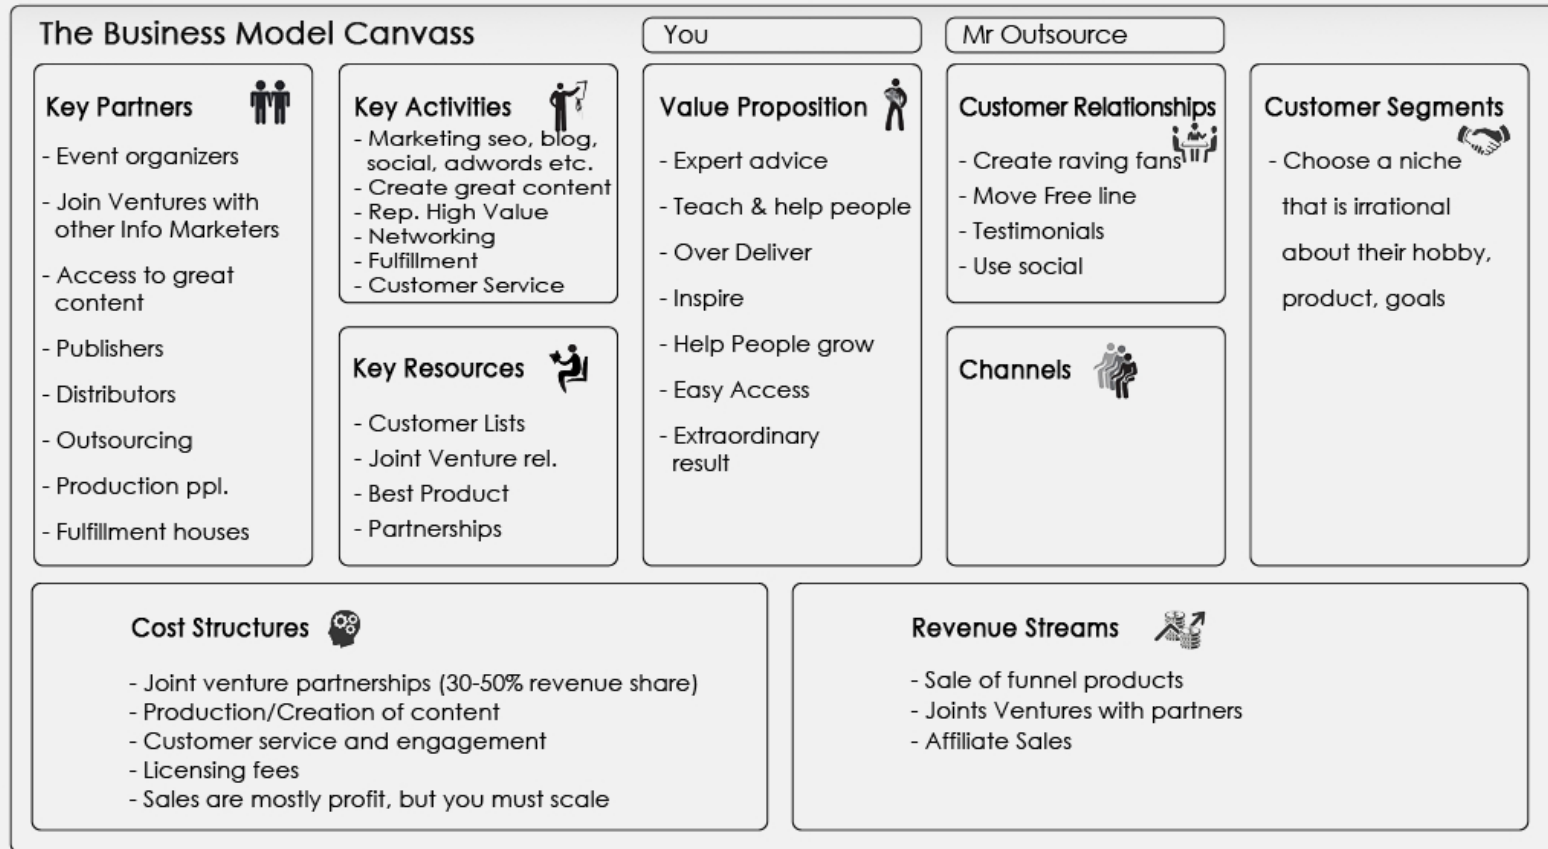 The Business Model Canvass
You
Mr Outsource
Key Partners
- Event organizers
- Join Ventures with
other Info Marketers
- Access to great
content
- Publishers
- Distributors
- Outsourcing
- Production ppl.
- Fulfillment houses
Key Activities
- Marketing seo, blog,
social, adwords etc.
- Create great content
- Rep. High Value
- Networking
- Fulfillment
- Customer Service
Key Resources
- Customer Lists
- Joint Venture rel.
- Best Product
- Partnerships
Value Proposition
- Expert advice
- Teach & help people
- Over Deliver
- Inspire
- Help People grow
- Easy Access
- Extraordinary
result
Customer Relationships
- Create raving fans
- Move Free line
- Testimonials
- Use social
Channels
Customer Segments
- Choose a niche
that is irrational
about their hobby,
product, goals
Cost Structures
- Joint venture partnerships (30-50% revenue share)
- Production/Creation of content
- Customer service and engagement
- Licensing fees
- Sales are mostly profit, but you must scale
Revenue Streams
- Sale of funnel products
- Joints Ventures with partners
- Affiliate Sales